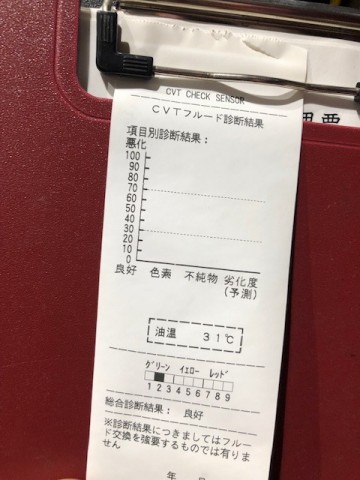 CVT CHECK SENSOR
CVTフルード診断結果
項目別診断結果：
悪化
100
90
80
70
60
50
40
30
20
10
0
良好 色素 不純物 劣化度
(予測)
油温 31℃
ｸﾞﾘｰﾝ ｲｪﾛｰ ﾚｯﾄﾞ
1 2 3 4 5 6 7 8 9
総合診断結果： 良好
※診断結果につきましてはフルー
ド交換を強要するものでは有りま
せん
年